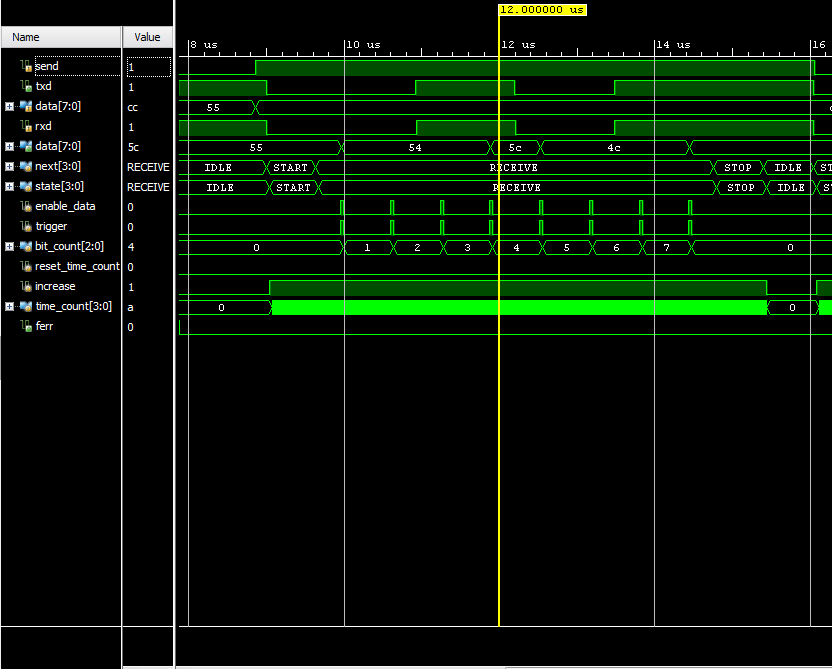 12.000000 us
Name Value
8 us 10 us 12 us 14 us 16
send 1
txd 1
data[7:0] cc 55
rxd 1
data[7:0] 5c 55 54 5c 4c
next[3:0] RECEIVE IDLE START RECEIVE STOP IDLE ST
state[3:0] RECEIVE IDLE START RECEIVE STOP IDLE ST
enable_data 0
trigger 0
bit_count[2:0] 4 0 1 2 3 4 5 6 7 0
reset_time_count 0
increase 1
time_count[3:0] a 0 0
ferr 0